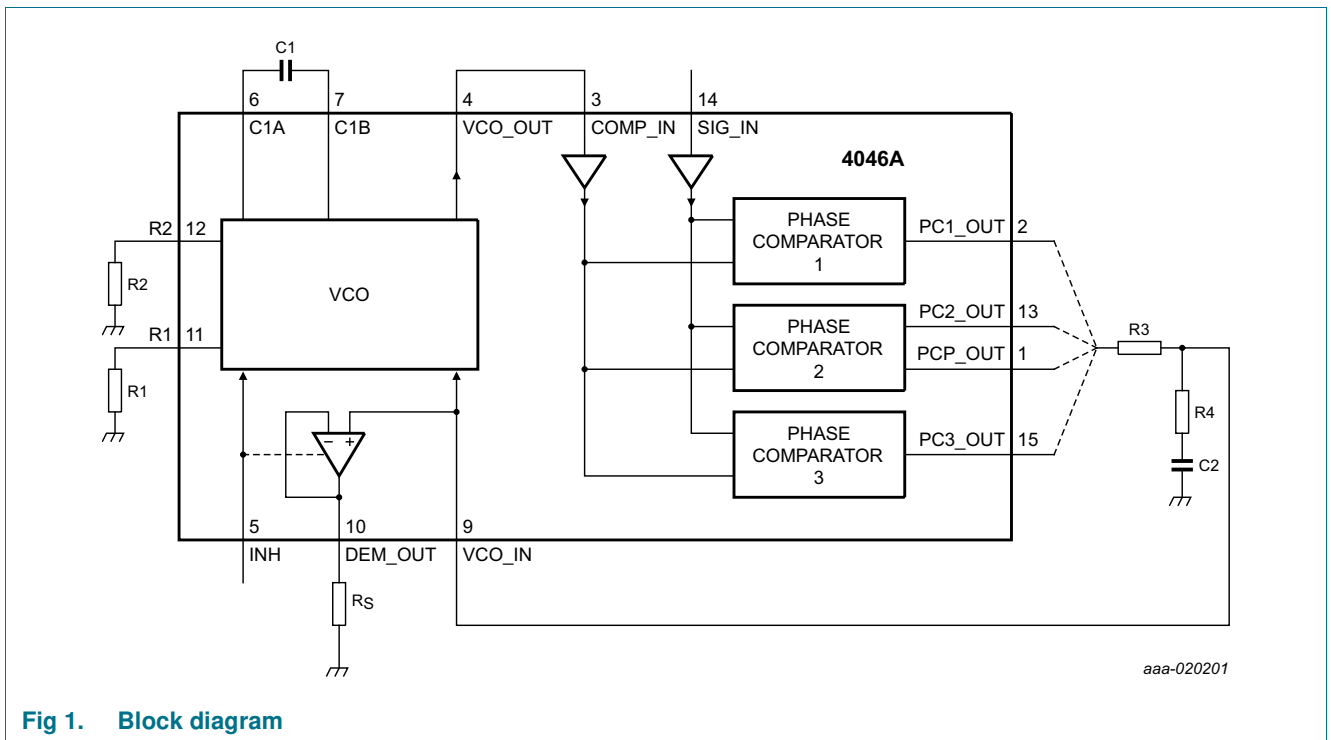 C1
6 7 4 3 14
C1A C1B VCO_OUT COMP_IN SIG_IN
4046A
R2 12
R2
R1 11
R1
VCO
PHASE
COMPARATOR
1
PC1_OUT 2
PHASE
COMPARATOR
2
PC2_OUT 13
PCP_OUT 1
PHASE
COMPARATOR
3
PC3_OUT 15
R3
R4
C2
− +
5 10 9
INH DEM_OUT VCO_IN
RS
aaa-020201
Fig 1. Block diagram